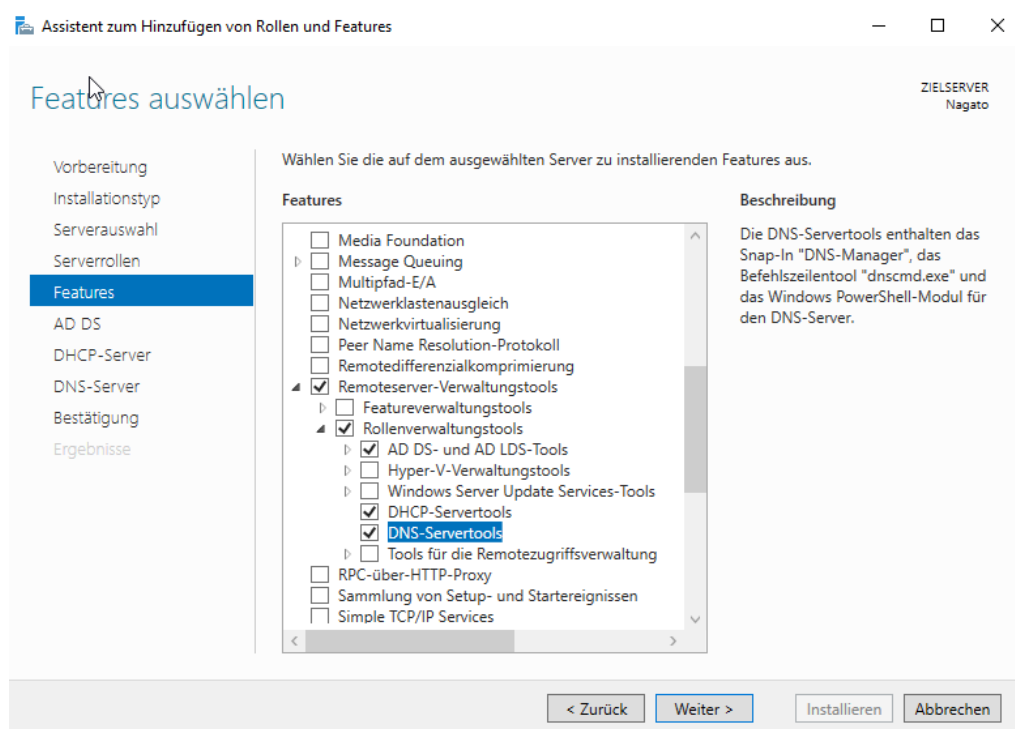 Assistent zum Hinzufügen von Rollen und Features
Features auswählen
ZIELSERVER
Nagato
Vorbereitung
Installationstyp
Serverauswahl
Serverrollen
Features
AD DS
DHCP-Server
DNS-Server
Bestätigung
Ergebnisse
Wählen Sie die auf dem ausgewählten Server zu installierenden Features aus.
Features
Media Foundation
Message Queuing
Multipfad-E/A
Netzwerklastenausgleich
Netzwerkvirtualisierung
Peer Name Resolution-Protokoll
Remotedifferenzialkomprimierung
Remoteserver-Verwaltungstools
Featureverwaltungstools
Rollenverwaltungstools
AD DS- und AD LDS-Tools
Hyper-V-Verwaltungstools
Windows Server Update Services-Tools
DHCP-Servertools
DNS-Servertools
Tools für die Remotezugriffsverwaltung
RPC-über-HTTP-Proxy
Sammlung von Setup- und Startereignissen
Simple TCP/IP Services
Beschreibung
Die DNS-Servertools enthalten das
Snap-In "DNS-Manager", das
Befehlszeilentool "dnscmd.exe" und
das Windows PowerShell-Modul für
den DNS-Server.
< Zurück
Weiter >
Installieren
Abbrechen